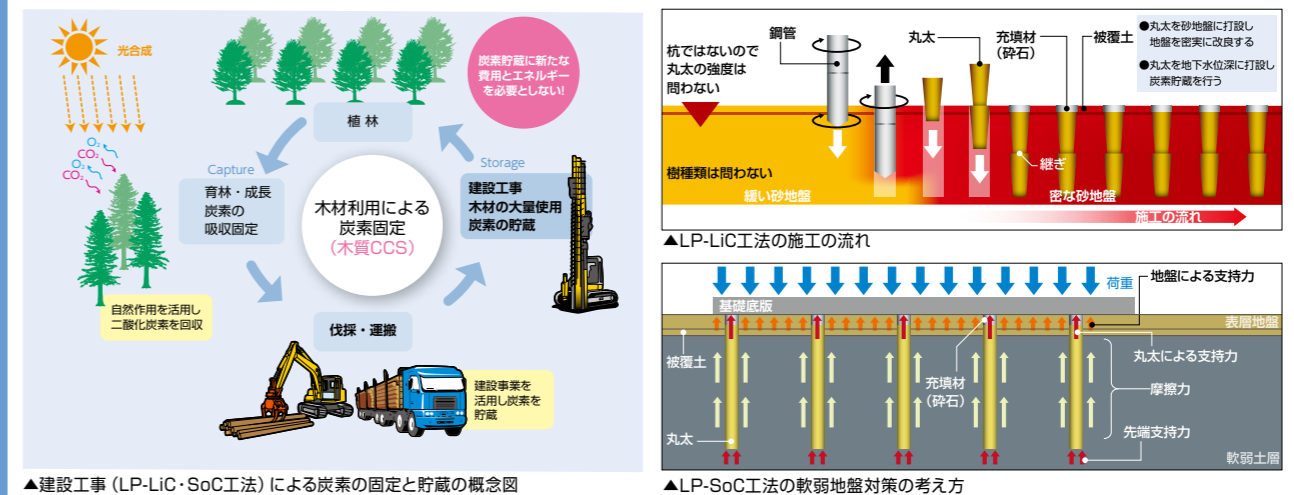 光合成
O₂
CO₂
O₂
CO₂
炭素貯蔵に新たな
費用とエネルギー
を必要としない!
植林
Capture
育林・成長
炭素の
吸収固定
木材利用による
炭素固定
(木質CCS)
Storage
建設工事
木材の大量使用
炭素の貯蔵
自然作用を活用し
二酸化炭素を回収
伐採・運搬
建設事業を
活用し炭素を
貯蔵
▲建設工事(LP-LiC・SoC工法)による炭素の固定と貯蔵の概念図
杭ではないので
丸太の強度は
問わない
鋼管
丸太
充填材
(砕石)
被覆土
●丸太を砂地盤に打設し
地盤を密実に改良する
●丸太を地下水位深に打設し
炭素貯蔵を行う
樹種類は問わない
継ぎ
緩い砂地盤
密な砂地盤
施工の流れ
▲LP-LiC工法の施工の流れ
荷重
地盤による支持力
基礎底版
表層地盤
被覆土
丸太による支持力
充填材
(砕石)
摩擦力
丸太
先端支持力
軟弱土層
▲LP-SoC工法の軟弱地盤対策の考え方